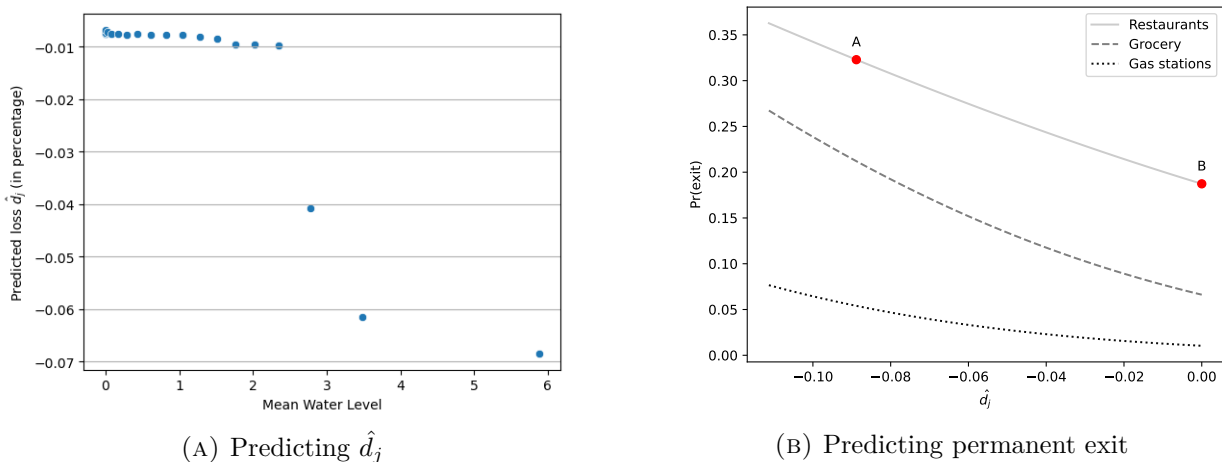 −0.01
−0.02
−0.03
−0.04
−0.05
−0.06
−0.07
Predicted loss d̂j (in percentage)
0 1 2 3 4 5 6
Mean Water Level
(A) Predicting d̂j
0.35
0.30
0.25
0.20
0.15
0.10
0.05
0.00
Pr(exit)
A
B
Restaurants
Grocery
Gas stations
−0.10 −0.08 −0.06 −0.04 −0.02 0.00
d̂j
(B) Predicting permanent exit